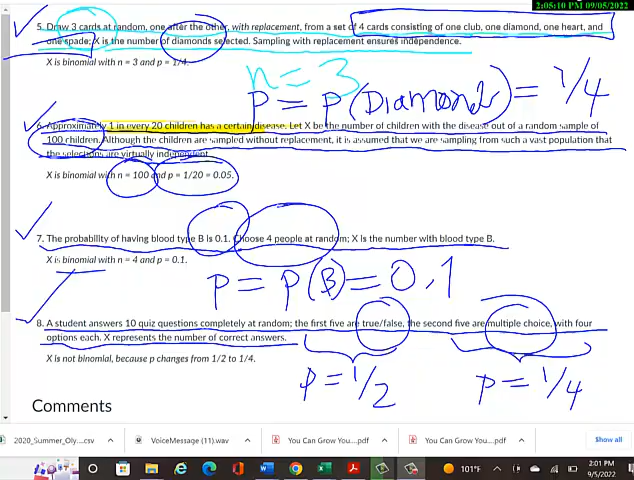 2:05:10 PM 09/05/2022
5. Draw 3 cards at random, one after the other, with replacement, from a set of 4 cards consisting of one club, one diamond, one heart, and
one spade; X is the number of diamonds selected. Sampling with replacement ensures independence.
X is binomial with n = 3 and p = 1/4.
n = 3
p = p(Diamonds) = 1/4
6. Approximately 1 in every 20 children has a certain disease. Let X be the number of children with the disease out of a random sample of
100 children. Although the children are sampled without replacement, it is assumed that we are sampling from such a vast population that
the selections are virtually independent.
X is binomial with n = 100 and p = 1/20 = 0.05.
7. The probability of having blood type B is 0.1. Choose 4 people at random; X is the number with blood type B.
X is binomial with n = 4 and p = 0.1.
p = p(B) = 0.1
8. A student answers 10 quiz questions completely at random; the first five are true/false, the second five are multiple choice, with four
options each. X represents the number of correct answers.
X is not binomial, because p changes from 1/2 to 1/4.
p = 1/2
p = 1/4
Comments
2020_Summer_Oly....csv
VoiceMessage (11).wav
You Can Grow You....pdf
You Can Grow You....pdf
Show all
101°F
2:01 PM
9/5/2022